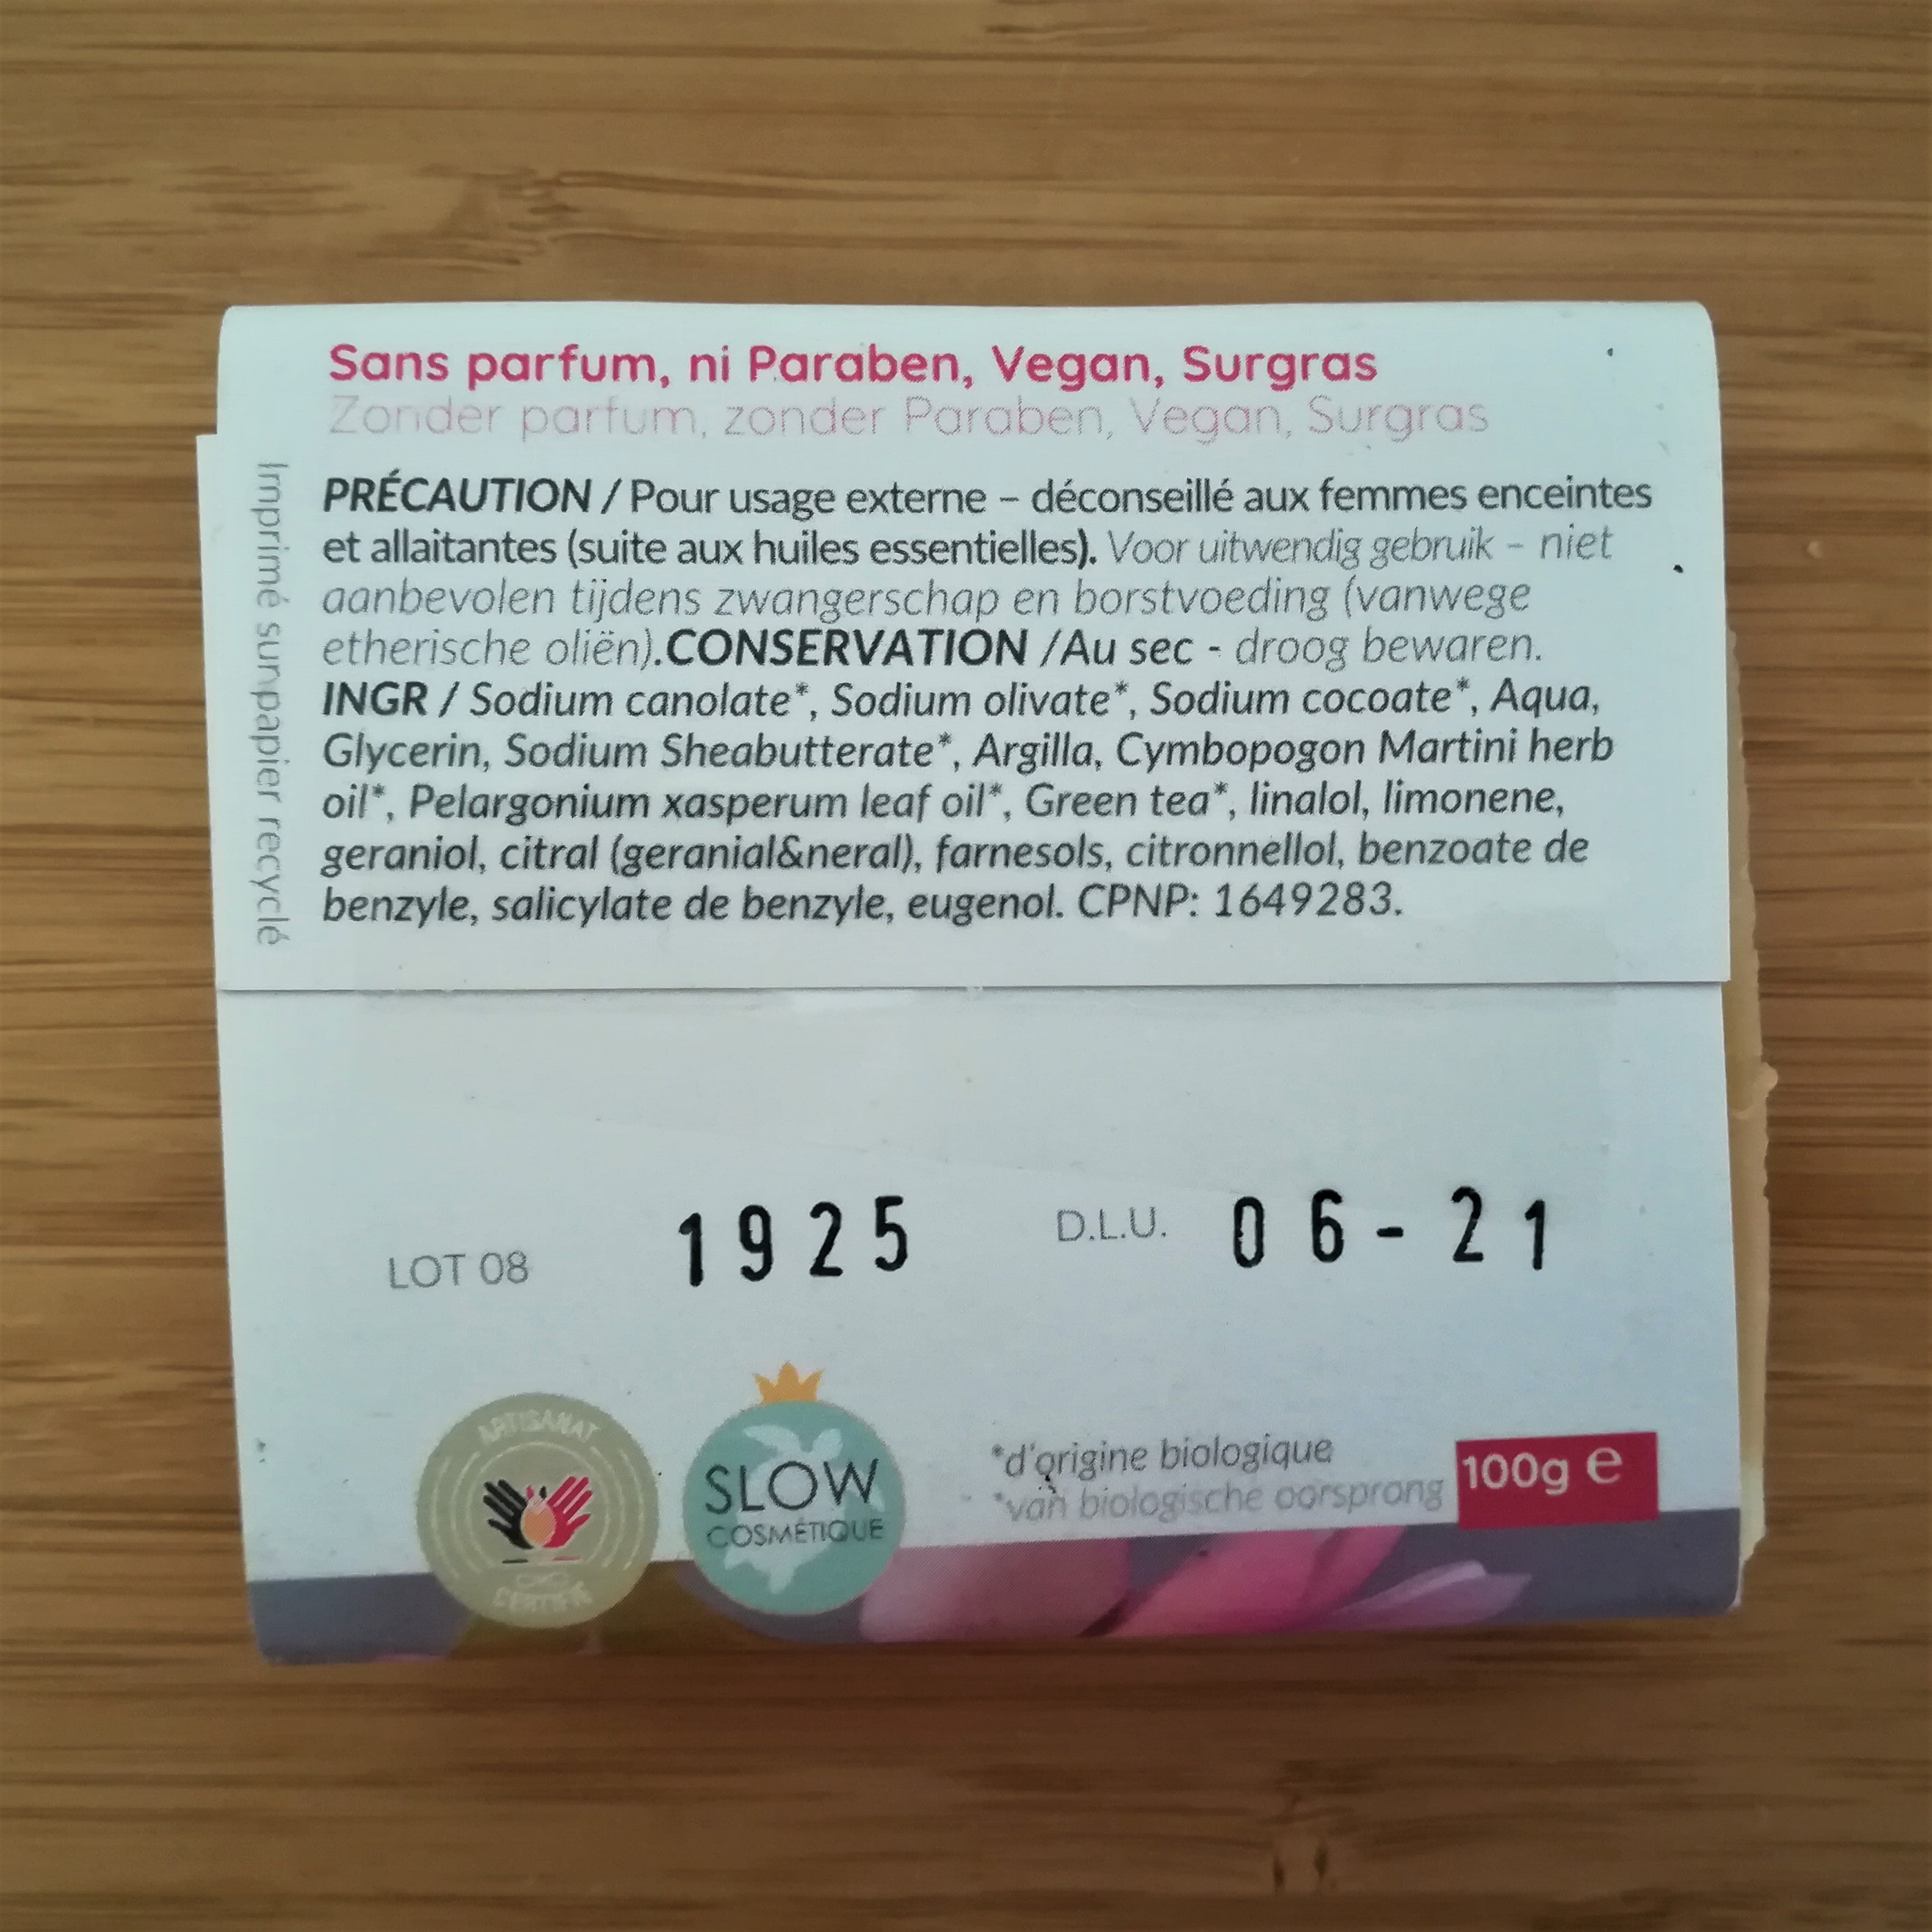 Sans parfum, ni Paraben, Vegan, Surgras
Zonder parfum, zonder Paraben, Vegan, Surgras
Imprimé sur papier recyclé
PRÉCAUTION / Pour usage externe – déconseillé aux femmes enceintes
et allaitantes (suite aux huiles essentielles). Voor uitwendig gebruik – niet
aanbevolen tijdens zwangerschap en borstvoeding (vanwege
etherische oliën).CONSERVATION /Au sec - droog bewaren.
INGR / Sodium canolate*, Sodium olivate*, Sodium cocoate*, Aqua,
Glycerin, Sodium Sheabutterate*, Argilla, Cymbopogon Martini herb
oil*, Pelargonium xasperum leaf oil*, Green tea*, linalol, limonene,
geraniol, citral (geranial&neral), farnesols, citronnellol, benzoate de
benzyle, salicylate de benzyle, eugenol. CPNP: 1649283.
LOT 08 1925 D.L.U. 06-21
ARTISANAT
CERTIFIÉ
SLOW
COSMÉTIQUE
*d'origine biologique
*van biologische oorsprong
100g e